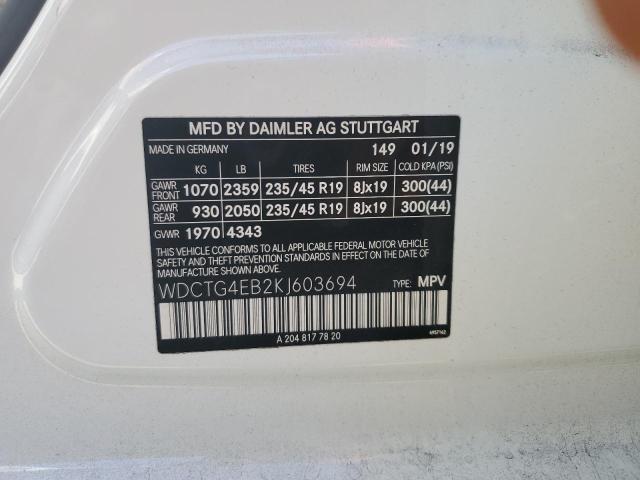 MFD BY DAIMLER AG STUTTGART
MADE IN GERMANY 149 01/19
KG LB TIRES RIM SIZE COLD KPA(PSI)
GAWR FRONT 1070 2359 235/45 R19 8Jx19 300(44)
GAWR REAR 930 2050 235/45 R19 8Jx19 300(44)
GVWR 1970 4343
THIS VEHICLE CONFORMS TO ALL APPLICABLE FEDERAL MOTOR VEHICLE
SAFETY AND THEFT PREVENTION STANDARDS IN EFFECT ON THE DATE OF
MANUFACTURE SHOWN ABOVE.
WDCTG4EB2KJ603694 TYPE: MPV
A 204 817 78 20